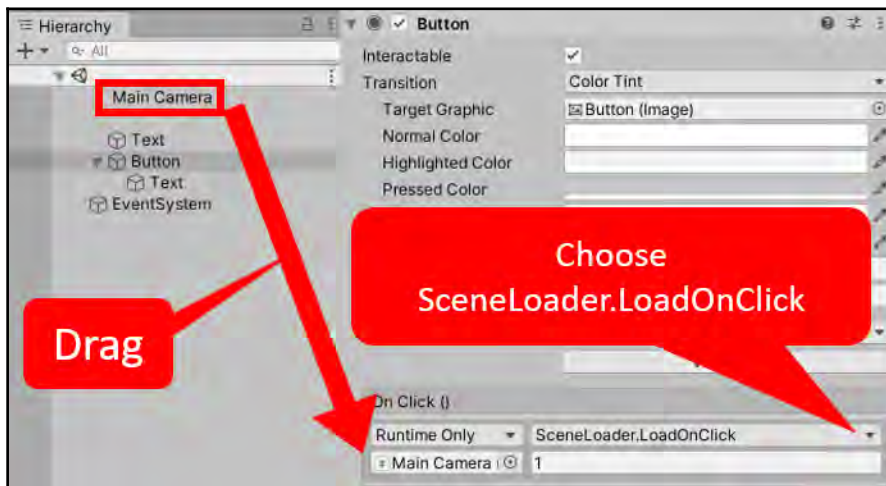 Hierarchy
All
Main Camera
Text
Button
Text
EventSystem
Drag
Button
Interactable
Transition
Color Tint
Target Graphic
Button (Image)
Normal Color
Highlighted Color
Pressed Color
Choose
SceneLoader.LoadOnClick
On Click ()
Runtime Only
SceneLoader.LoadOnClick
Main Camera
1